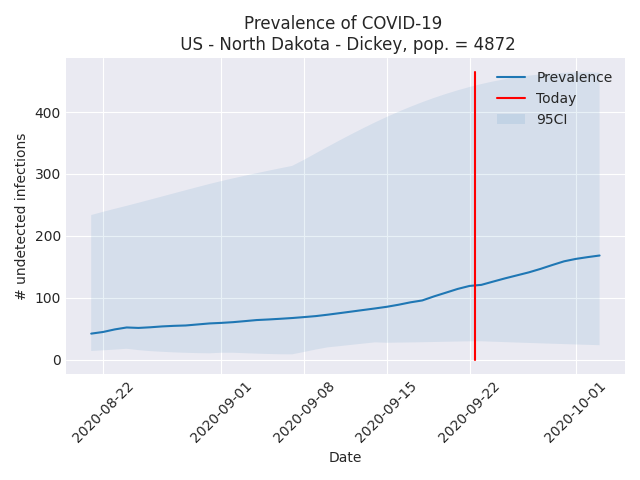 Prevalence of COVID-19
US - North Dakota - Dickey, pop. = 4872
Prevalence
Today
95CI
400
300
200
100
0
# undetected infections
2020-08-22
2020-09-01
2020-09-08
2020-09-15
2020-09-22
2020-10-01
Date